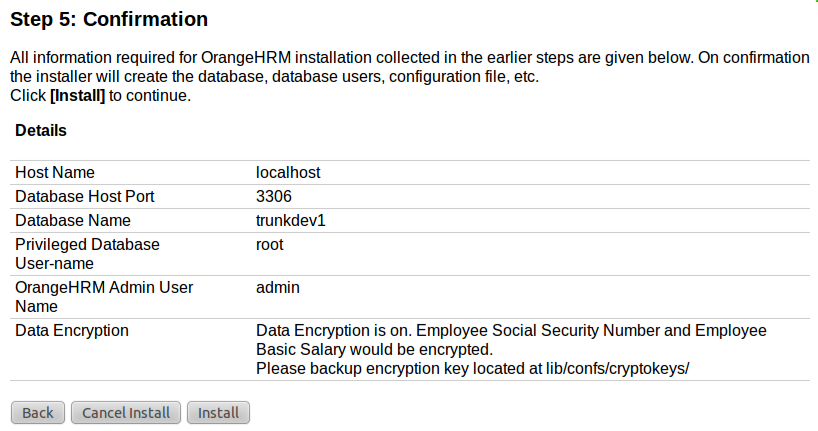 Step 5: Confirmation
All information required for OrangeHRM installation collected in the earlier steps are given below. On confirmation
the installer will create the database, database users, configuration file, etc.
Click [Install] to continue.
Details
Host Name localhost
Database Host Port 3306
Database Name trunkdev1
Privileged Database root
User-name
OrangeHRM Admin User admin
Name
Data Encryption Data Encryption is on. Employee Social Security Number and Employee
Basic Salary would be encrypted.
Please backup encryption key located at lib/confs/cryptokeys/
Back Cancel Install Install